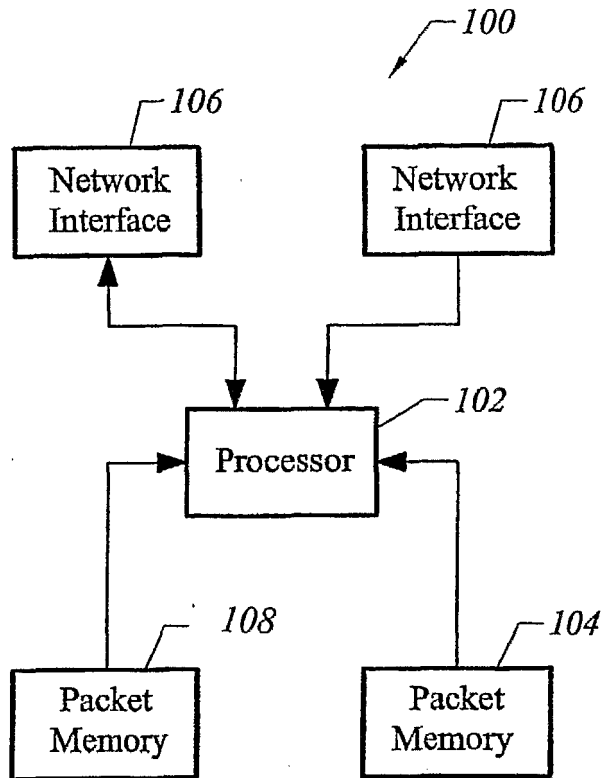 100
106
106
Network
Interface
Network
Interface
102
Processor
108
104
Packet
Memory
Packet
Memory